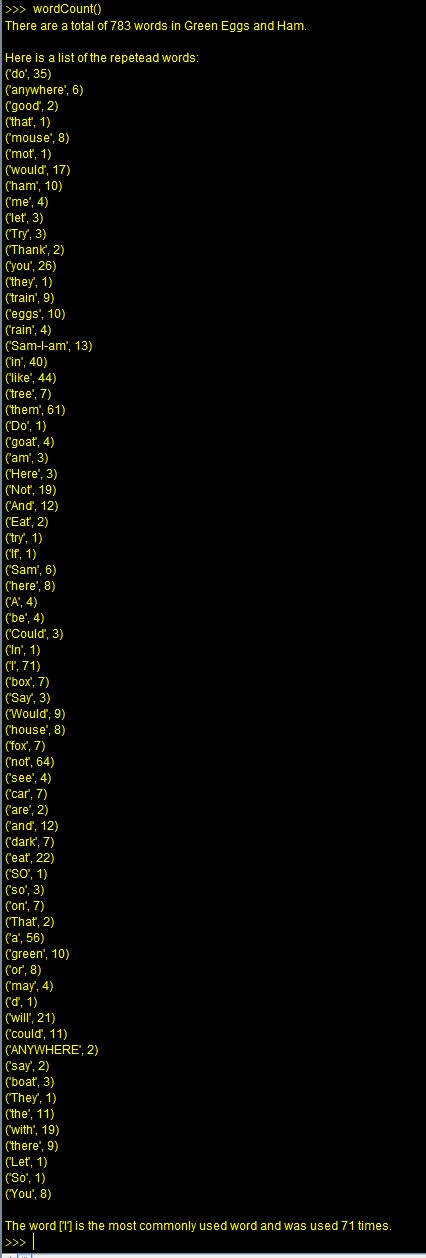 >>> wordCount()
There are a total of 783 words in Green Eggs and Ham.
Here is a list of the repetead words:
('do', 35)
('anywhere', 6)
('good', 2)
('that', 1)
('mouse', 8)
('mot', 1)
('would', 17)
('ham', 10)
('me', 4)
('let', 3)
('Try', 3)
('Thank', 2)
('you', 26)
('they', 1)
('train', 9)
('eggs', 10)
('rain', 4)
('Sam-I-am', 13)
('in', 40)
('like', 44)
('tree', 7)
('them', 61)
('Do', 1)
('goat', 4)
('am', 3)
('Here', 3)
('Not', 19)
('And', 12)
('Eat', 2)
('try', 1)
('If', 1)
('Sam', 6)
('here', 8)
('A', 4)
('be', 4)
('Could', 3)
('In', 1)
('I', 71)
('box', 7)
('Say', 3)
('Would', 9)
('house', 8)
('fox', 7)
('not', 64)
('see', 4)
('car', 7)
('are', 2)
('and', 12)
('dark', 7)
('eat', 22)
('SO', 1)
('so', 3)
('on', 7)
('That', 2)
('a', 56)
('green', 10)
('or', 8)
('may', 4)
('d', 1)
('will', 21)
('could', 11)
('ANYWHERE', 2)
('say', 2)
('boat', 3)
('They', 1)
('the', 11)
('with', 19)
('there', 9)
('Let', 1)
('So', 1)
('You', 8)
The word ['I'] is the most commonly used word and was used 71 times.
>>>